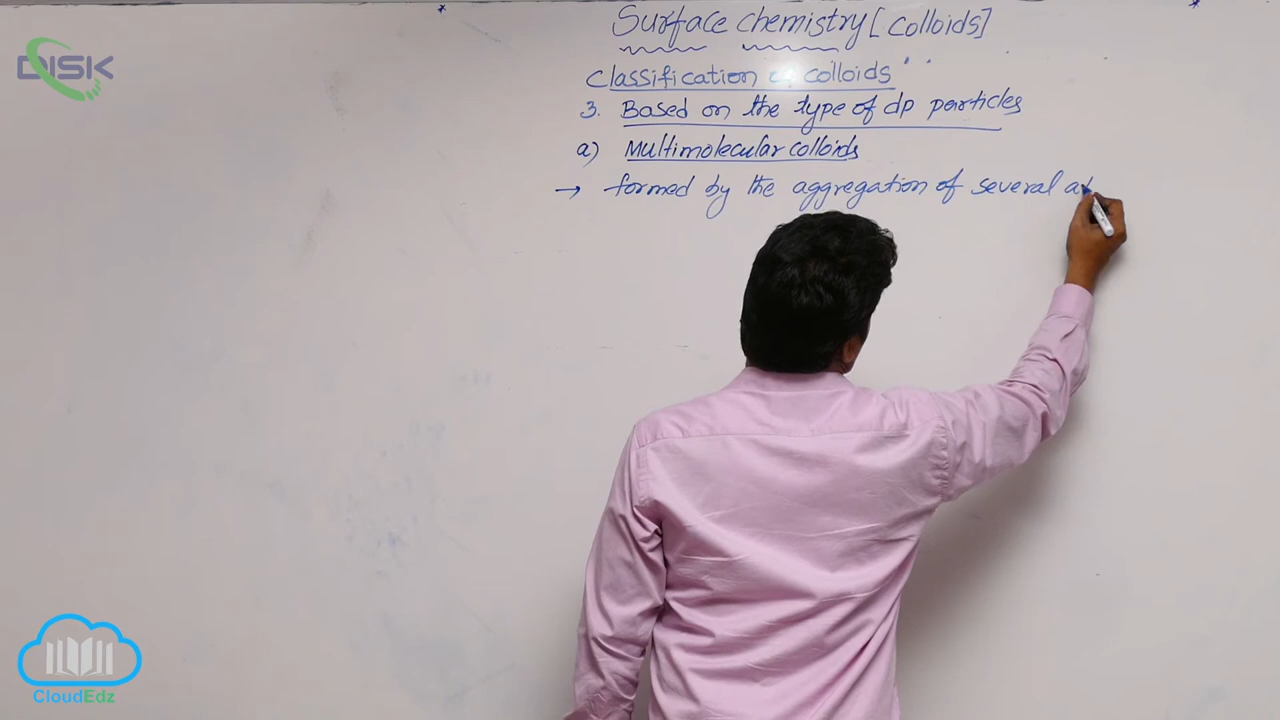 DISK
Surface chemistry [colloids]
Classification of colloids
3. Based on the type of dp particles
a) Multimolecular colloids
→ formed by the aggregation of several
CloudEdz